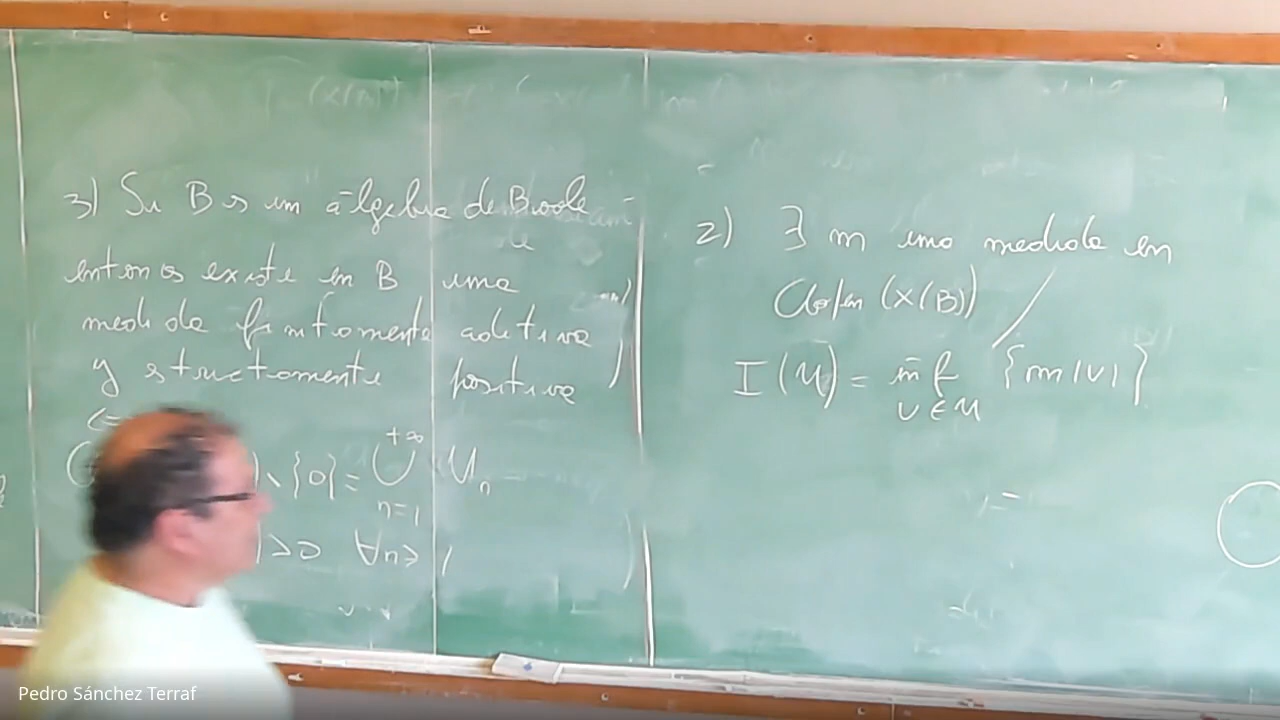 3) Si B es un álgebra de Boole
entonces existe en B una
medida finitamente aditiva
y estrictamente positiva
\{0} = ⋃_{n=1}^{+∞} U_n
>0 ∀n≥1
2) ∃ m una medida en
Clopen (X(B))
I(U) = inf_{V∈U} {m(V)}
Pedro Sánchez Terraf